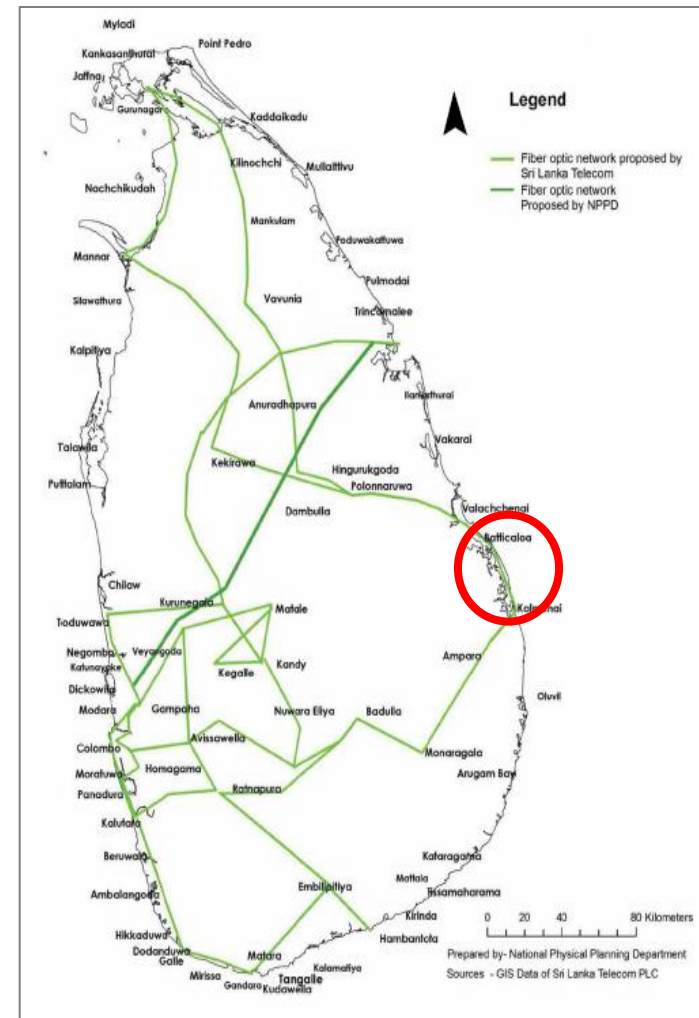 Myladi
Point Pedro
Kankasanthurai
Jaffna
Gurunagar
Kaddaikadu
Kilinochchi
Mullaittivu
Nachchikudah
Mankulam
Mannar
Pulmodai
Silawathura
Vavunia
Trincomalee
Kalpitiya
Anuradhapura
Vakarai
Talawila
Kekirawa
Hingurukgoda
Puttalam
Polonnaruwa
Dambulla
Valachchenai
Batticaloa
Chilaw
Kurunegala
Matale
Kalmunai
Toduwawa
Negombo
Veyangoda
Katunayake
Kandy
Ampara
Kegalle
Dickowita
Oluvil
Modara
Gampaha
Nuwara Eliya
Badulla
Colombo
Avissawella
Monaragala
Moratuwa
Homagama
Arugam Bay
Panadura
Ratnapura
Kalutara
Beruwala
Kataragama
Mattala
Ambalangoda
Embilipitiya
Tissamaharama
Kirinda
Hikkaduwa
Hambantota
Dodanduwa
Galle
Matara
Kalamatiya
Mirissa
Tangalle
Gandara
Kudawella
Legend
Fiber optic network proposed by
Sri Lanka Telecom
Fiber optic network
Proposed by NPPD
0 20 40 80 Kilometers
Prepared by- National Physical Planning Department
Sources - GIS Data of Sri Lanka Telecom PLC